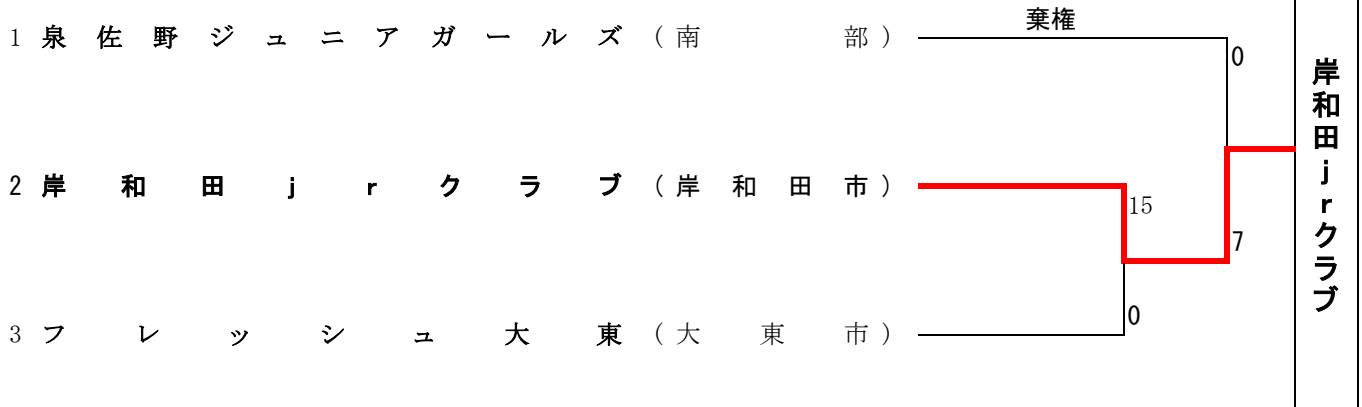 棄権
1 泉佐野ジュニアガールズ (南部)
0
2 岸和田jrクラブ (岸和田市)
15
7
3 フレッシュ大東 (大東市)
0
岸和田jrクラブ